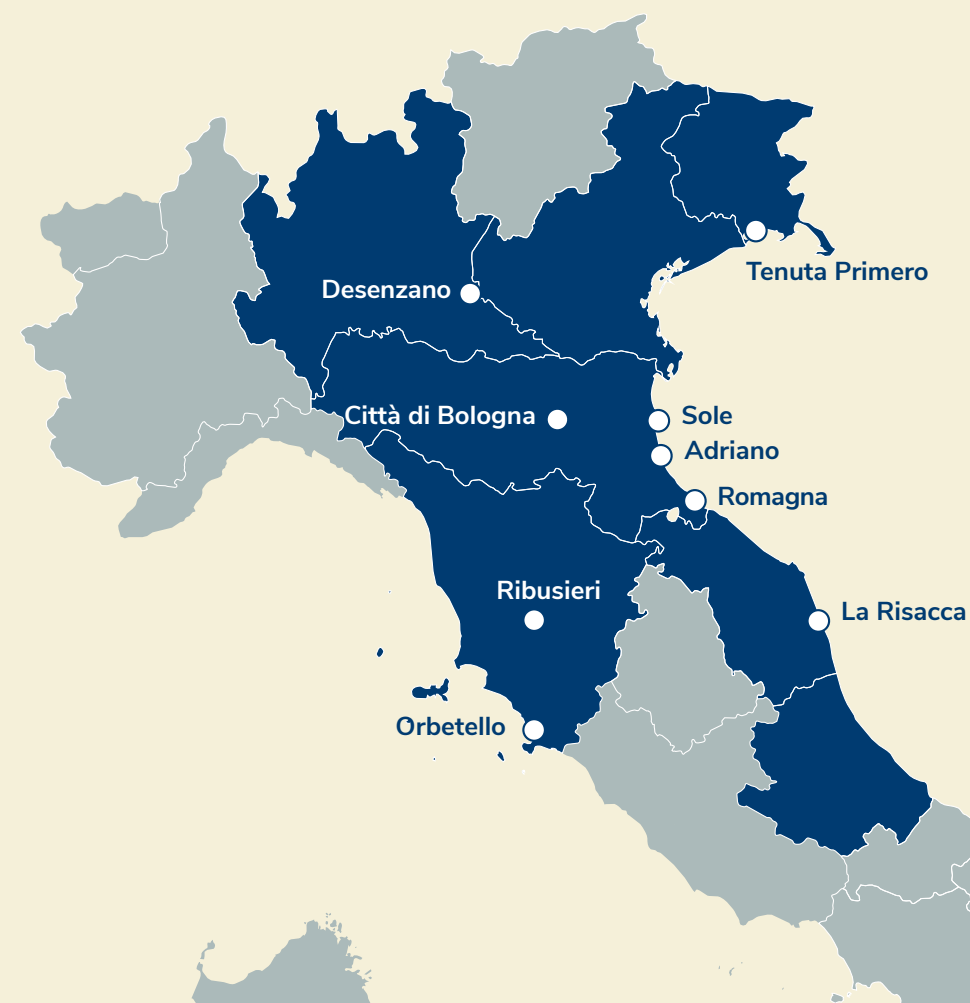 Tenuta Primero
Desenzano
Città di Bologna
Sole
Adriano
Romagna
Ribusieri
La Risacca
Orbetello